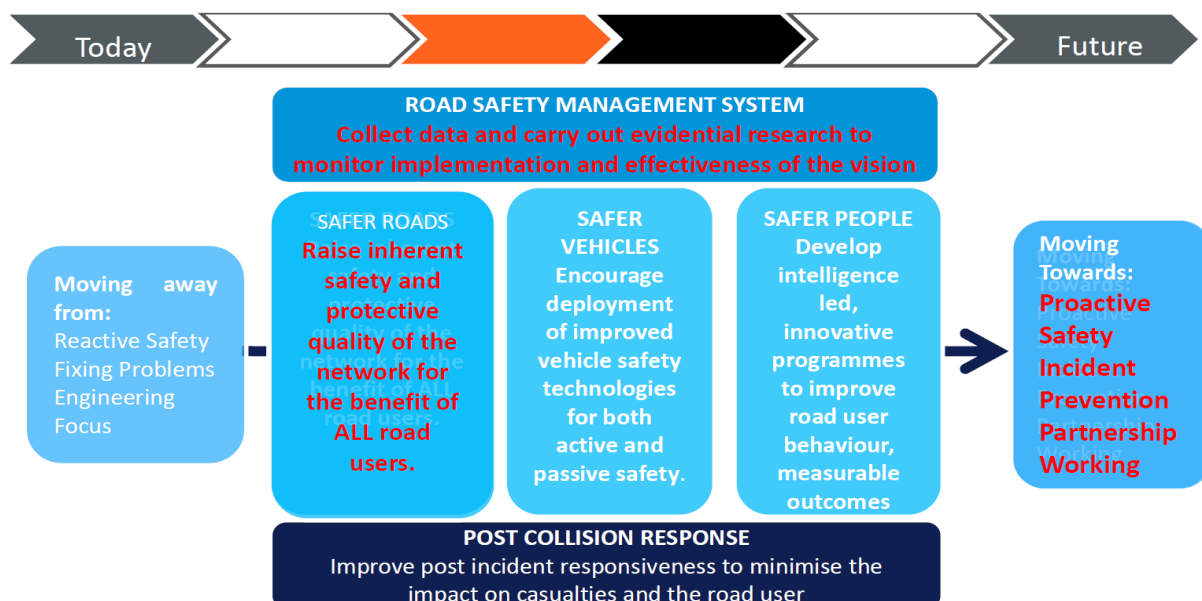 Today
Future
ROAD SAFETY MANAGEMENT SYSTEM
Collect data and carry out evidential research to
monitor implementation and effectiveness of the vision
Moving away
from:
Reactive Safety
Fixing Problems
Engineering
Focus
SAFER ROADS
Raise inherent
safety and
protective
quality of the
network for the
the benefit of
ALL road
users.
SAFER
VEHICLES
Encourage
deployment
of improved
vehicle safety
technologies
for both
active and
passive safety.
SAFER PEOPLE
Develop
intelligence
led,
innovative
programmes
to improve
road user
behaviour,
measurable
outcomes
Moving
Towards:
Proactive
Safety
Incident
Prevention
Partnership
Working
POST COLLISION RESPONSE
Improve post incident responsiveness to minimise the
impact on casualties and the road user